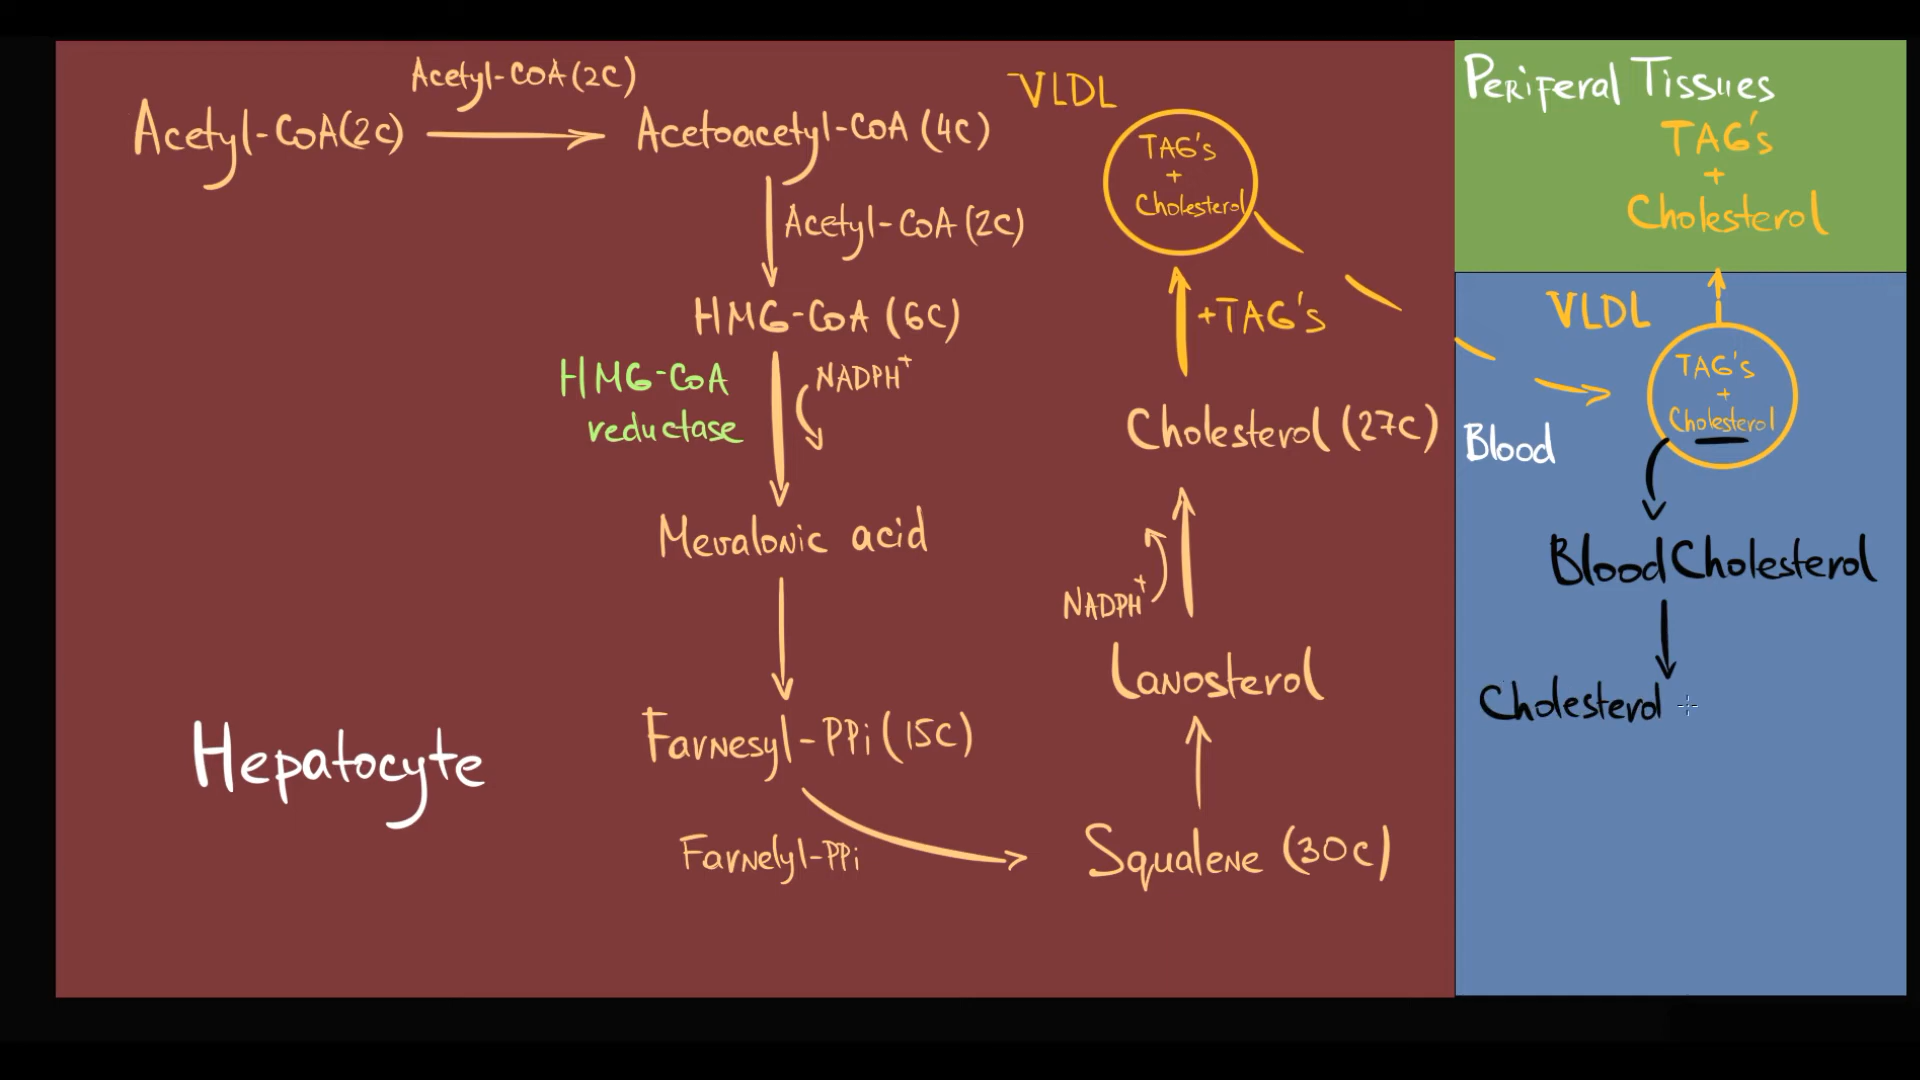 Acetyl-CoA(2C)
Acetyl-COA(2C)
Acetoacetyl-CoA (4C)
Acetyl-CoA(2C)
HMG-CoA (6C)
HMG-CoA
reductase
NADPH+
Mevalonic acid
Farnesyl-PPi(15C)
Farnelyl-PPi
Squalene (30C)
Lanosterol
NADPH+
Cholesterol (27C)
+TAG's
VLDL
TAG's
+
Cholesterol
Hepatocyte
Periferal Tissues
TAG's
+
Cholesterol
VLDL
TAG's
+
Cholesterol
Blood
Blood Cholesterol
Cholesterol